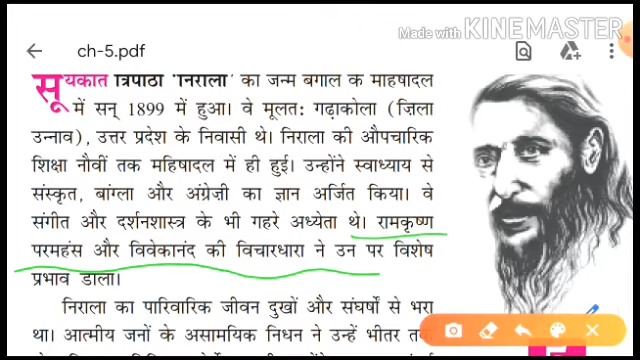 Made with KINEMASTER
ch-5.pdf
सूर्यकांत त्रिपाठी 'निराला' का जन्म बंगाल के महिषादल
में सन् 1899 में हुआ। वे मूलतः गढ़ाकोला (ज़िला
उन्नाव), उत्तर प्रदेश के निवासी थे। निराला की औपचारिक
शिक्षा नौवीं तक महिषादल में ही हुई। उन्होंने स्वाध्याय से
संस्कृत, बांग्ला और अंग्रेजी का ज्ञान अर्जित किया। वे
संगीत और दर्शनशास्त्र के भी गहरे अध्येता थे। रामकृष्ण
परमहंस और विवेकानंद की विचारधारा ने उन पर विशेष
प्रभाव डाला।
निराला का पारिवारिक जीवन दुखों और संघर्षों से भरा
था। आत्मीय जनों के असामयिक निधन ने उन्हें भीतर तक